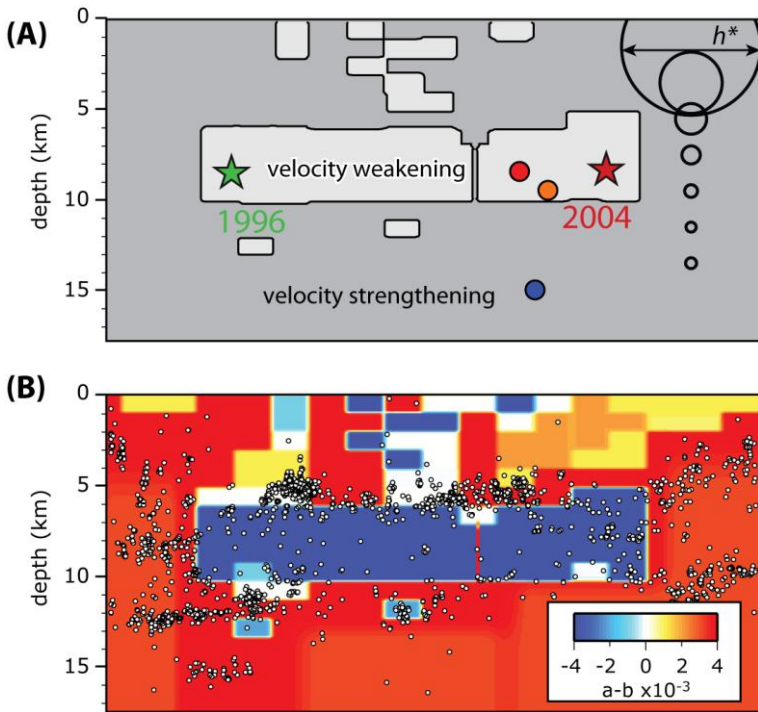 (A)
0
5
10
15
depth (km)
h*
velocity weakening
1996
2004
velocity strengthening
(B)
0
5
10
15
depth (km)
-4 -2 0 2 4
a-b x10⁻³